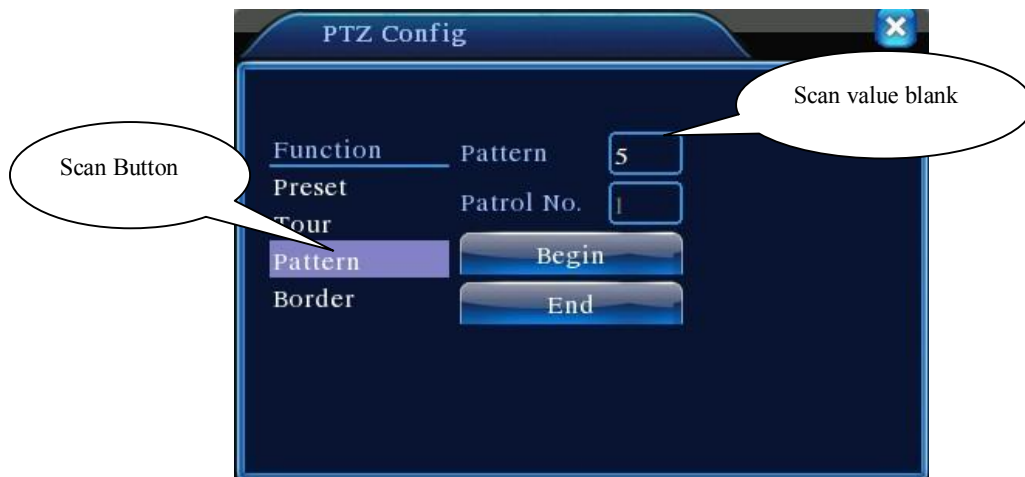 PTZ Config
Scan value blank
Scan Button
Function
Pattern
5
Preset
Patrol No.
1
Tour
Begin
Pattern
Border
End